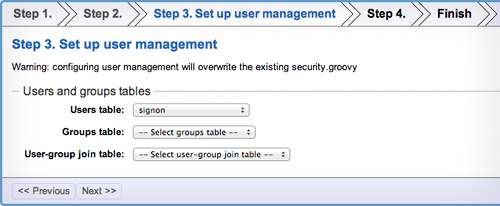 Step 1. Step 2. Step 3. Set up user management Step 4. Finish
Step 3. Set up user management
Warning: configuring user management will overwrite the existing security.groovy
Users and groups tables
Users table: signon
Groups table: -- Select groups table --
User-group join table: -- Select user-group join table --
<< Previous Next >>